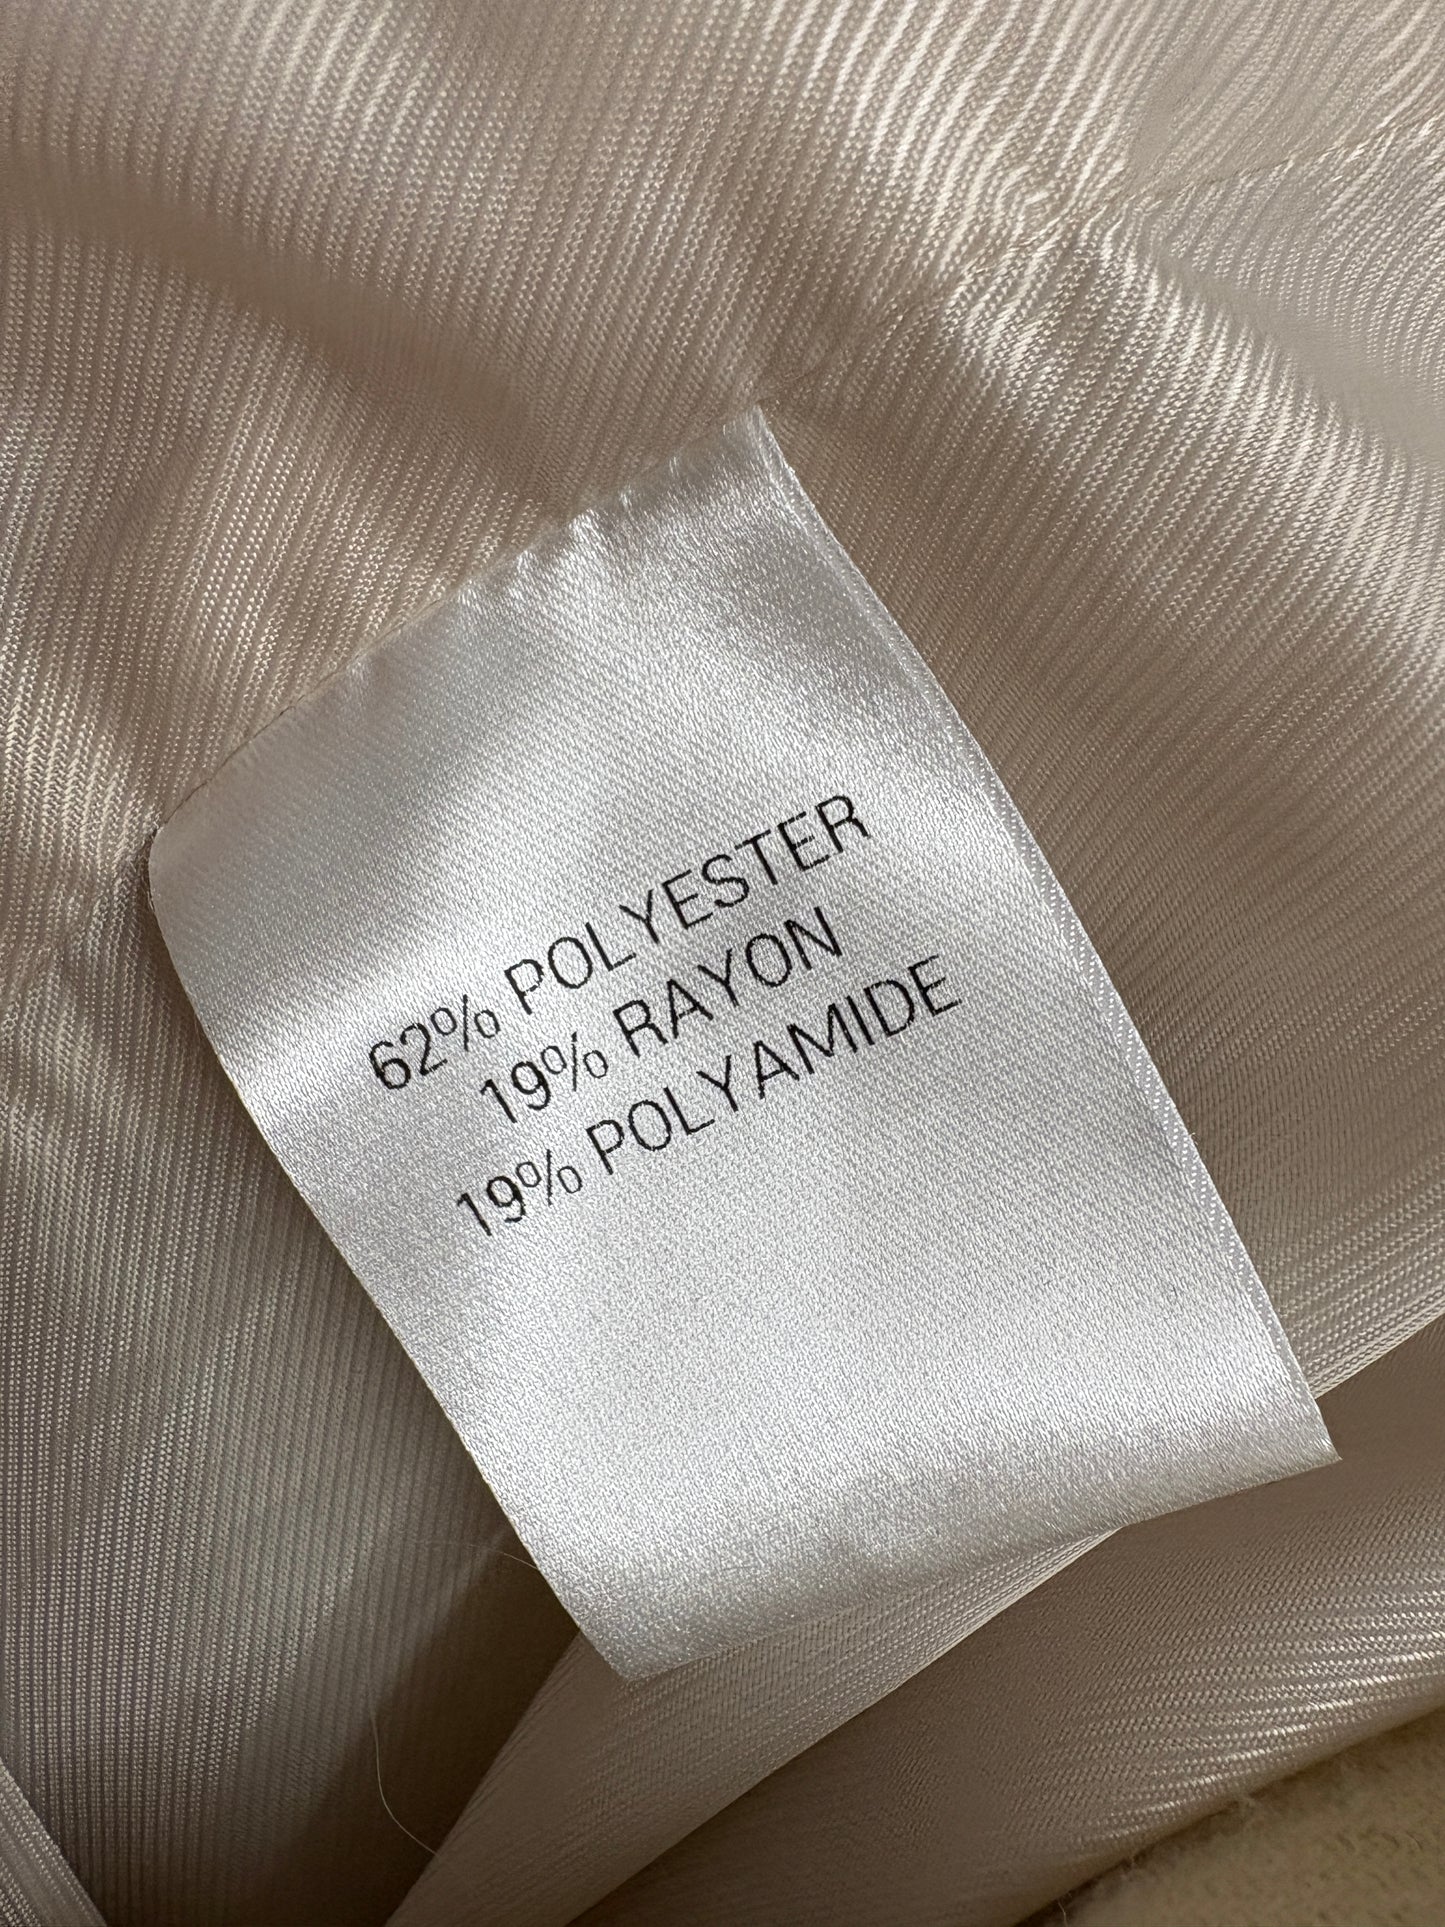 62% POLYESTER
19% RAYON
19% POLYAMIDE